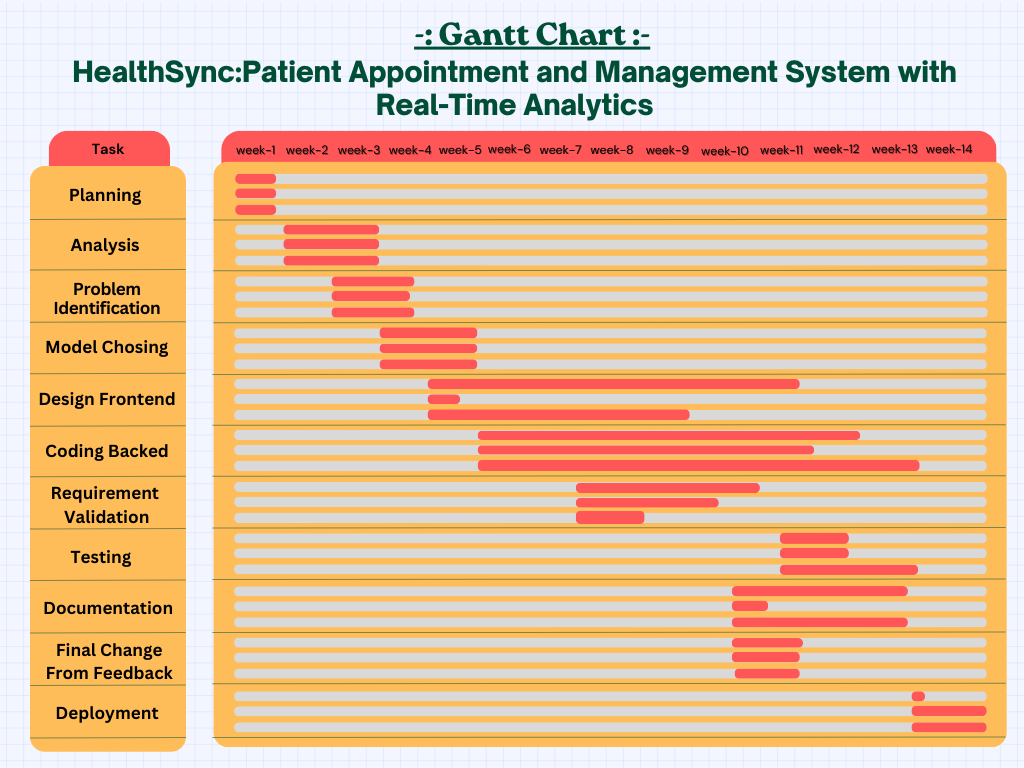 -: Gantt Chart :-
HealthSync:Patient Appointment and Management System with
Real-Time Analytics
Task
week-1 week-2 week-3 week-4 week-5 week-6 week-7 week-8 week-9 week-10 week-11 week-12 week-13 week-14
Planning
Analysis
Problem
Identification
Model Chosing
Design Frontend
Coding Backed
Requirement
Validation
Testing
Documentation
Final Change
From Feedback
Deployment